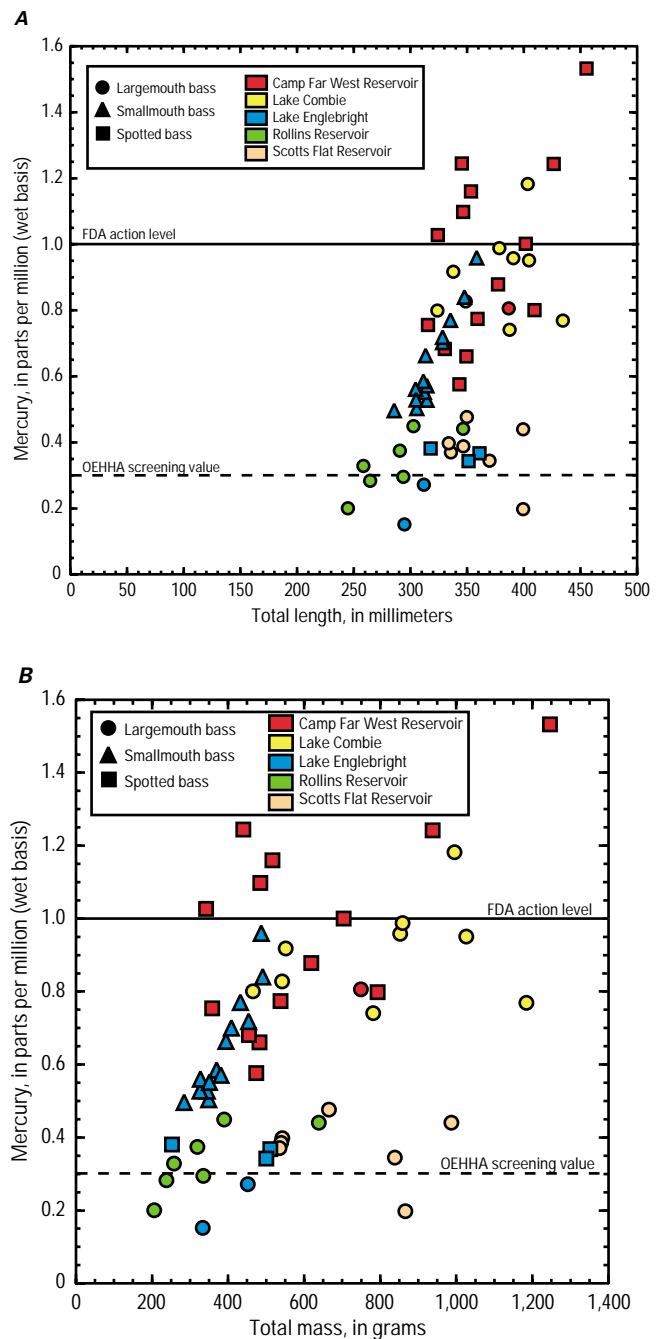 A
1.6
1.4
1.2
1.0
0.8
0.6
0.4
0.2
0
Mercury, in parts per million (wet basis)
Largemouth bass
Smallmouth bass
Spotted bass
Camp Far West Reservoir
Lake Combie
Lake Englebright
Rollins Reservoir
Scotts Flat Reservoir
FDA action level
OEHHA screening value
0 50 100 150 200 250 300 350 400 450 500
Total length, in millimeters
B
1.6
1.4
1.2
1.0
0.8
0.6
0.4
0.2
0
Mercury, in parts per million (wet basis)
Largemouth bass
Smallmouth bass
Spotted bass
Camp Far West Reservoir
Lake Combie
Lake Englebright
Rollins Reservoir
Scotts Flat Reservoir
FDA action level
OEHHA screening value
0 200 400 600 800 1,000 1,200 1,400
Total mass, in grams